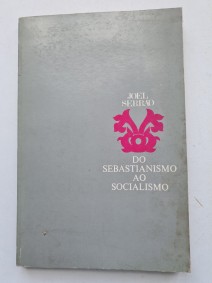 JOEL
SERRÃO
DO
SEBASTIANISMO
AO
SOCIALISMO